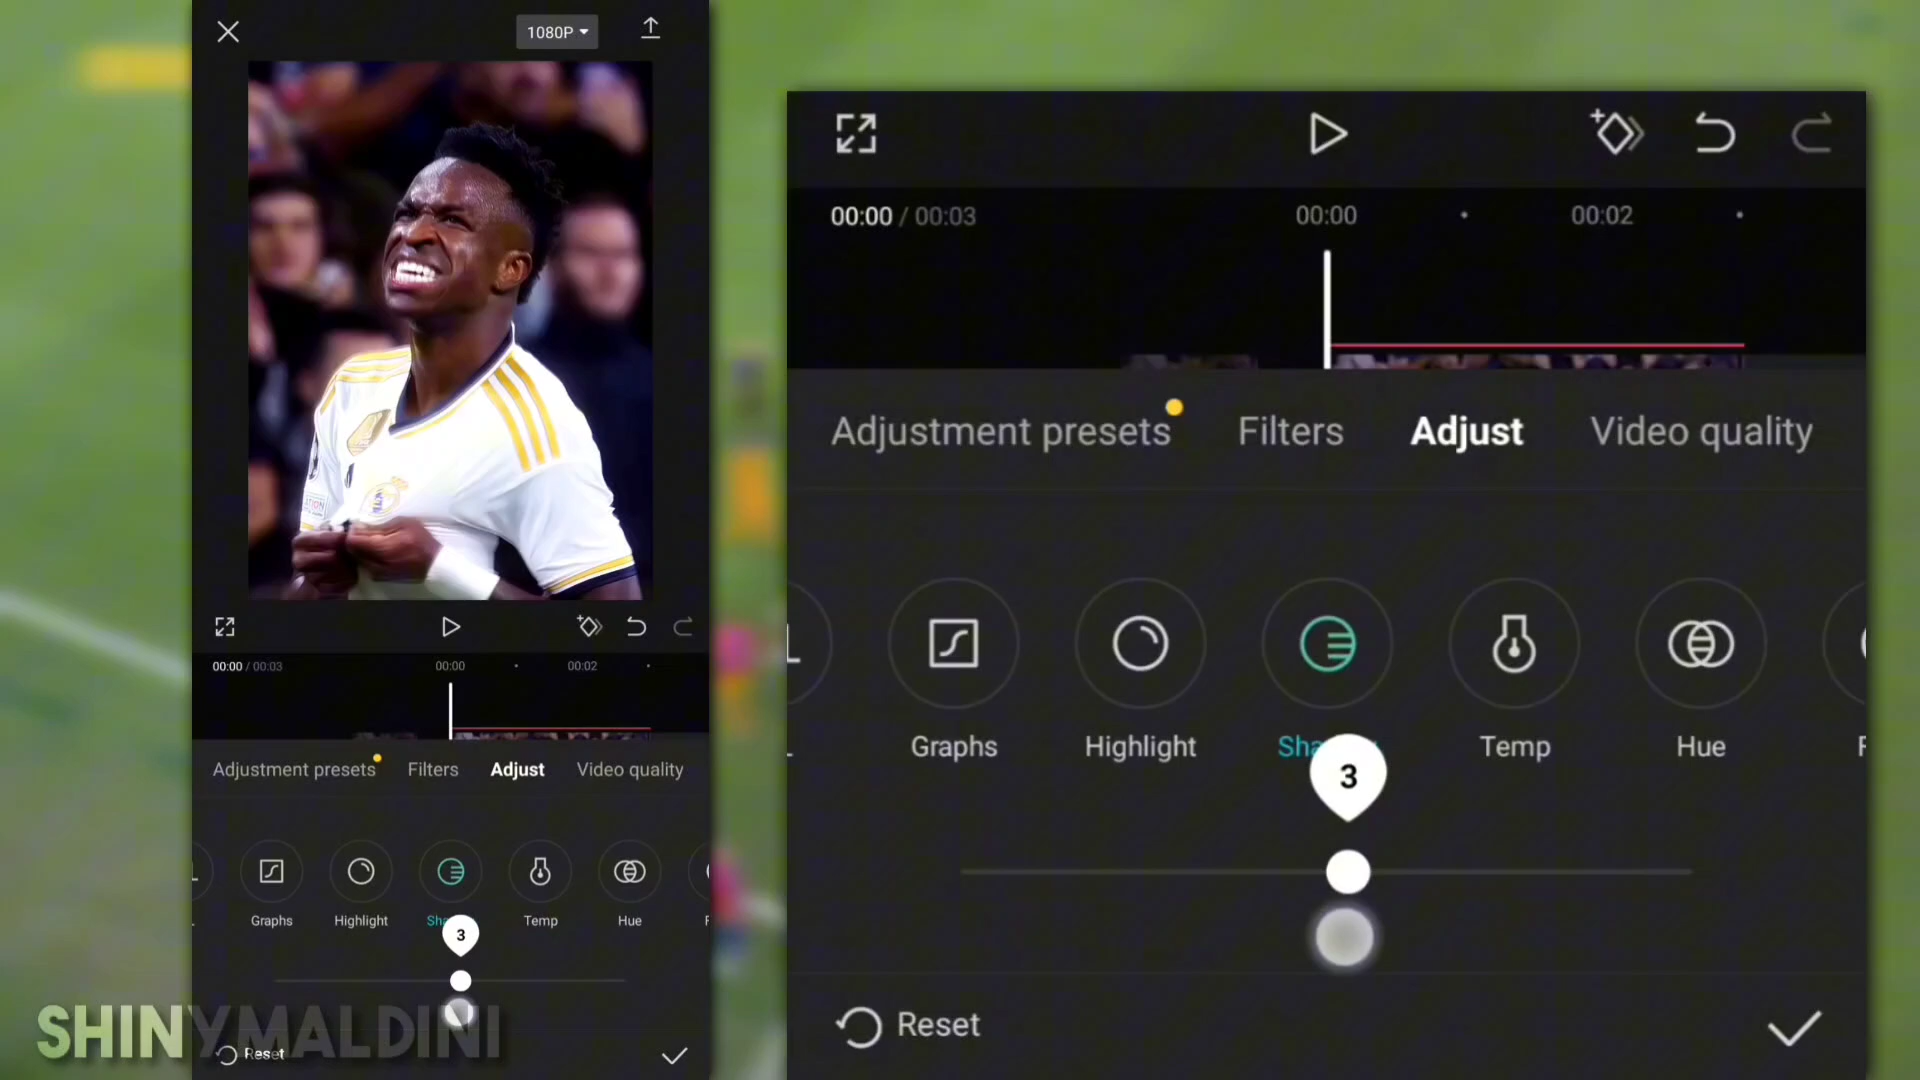 1080P
00:00 / 00:03
00:00
00:02
Adjustment presets
Filters
Adjust
Video quality
Graphs
Highlight
Temp
Hue
3
Reset
SHINYMALDINI
00:00 / 00:03
00:00
00:02
Adjustment presets
Filters
Adjust
Video quality
Graphs
Highlight
Temp
Hue
3
Reset